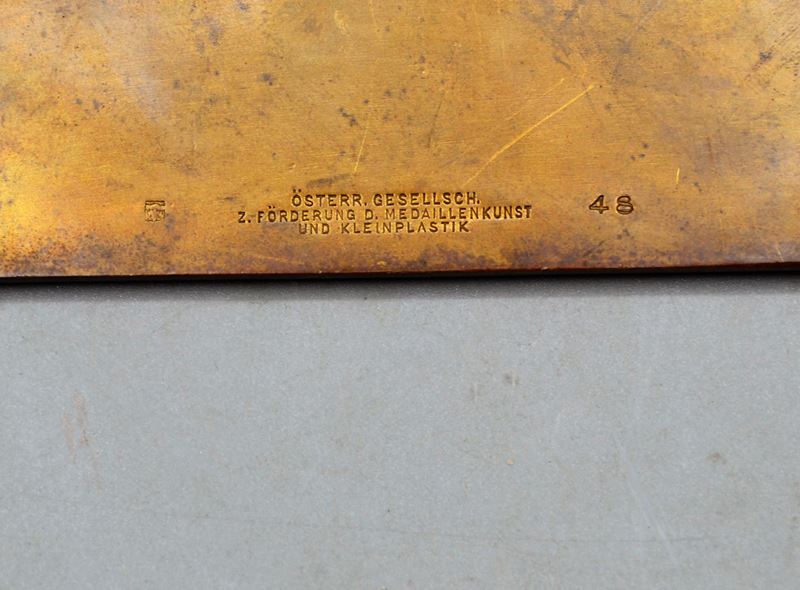 ÖSTERR. GESELLSCH.
Z. FÖRDERUNG D. MEDAILLENKUNST
UND KLEINPLASTIK
48